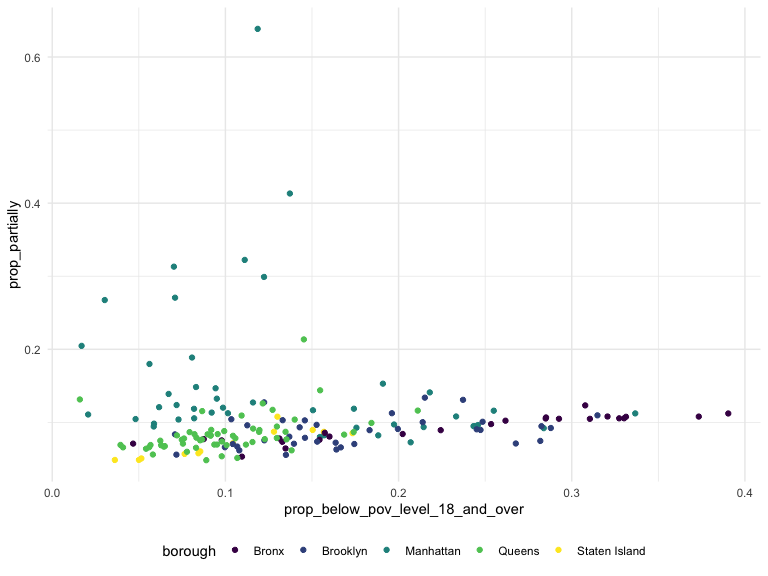 0.6
0.4
0.2
prop_partially
0.0 0.1 0.2 0.3 0.4
prop_below_pov_level_18_and_over
borough Bronx Brooklyn Manhattan Queens Staten Island